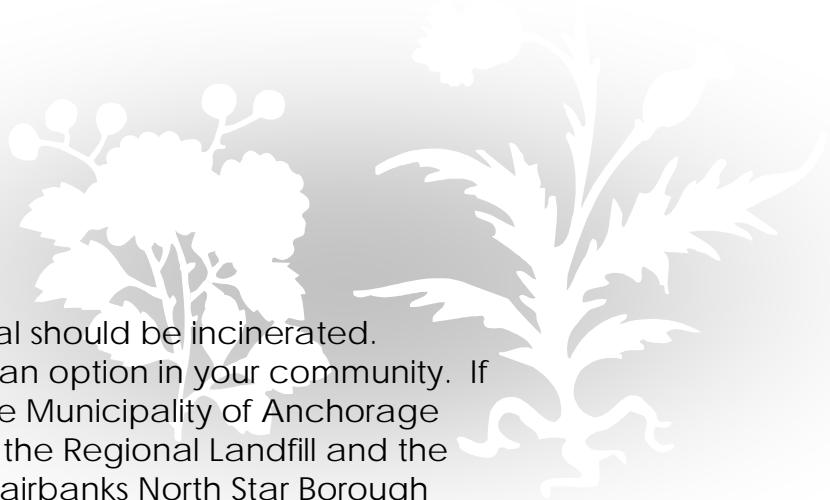 al should be incinerated.
an option in your community.  If
e Municipality of Anchorage
the Regional Landfill and the
airbanks North Star Borough